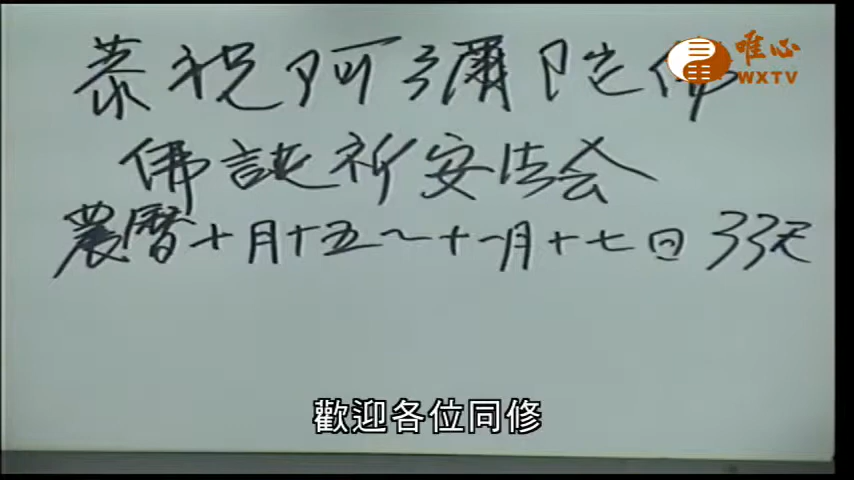 恭祝阿彌陀佛
佛誕祈安法会
農曆十月十五~十一月十七日33天
唯心
WXTV
歡迎各位同修